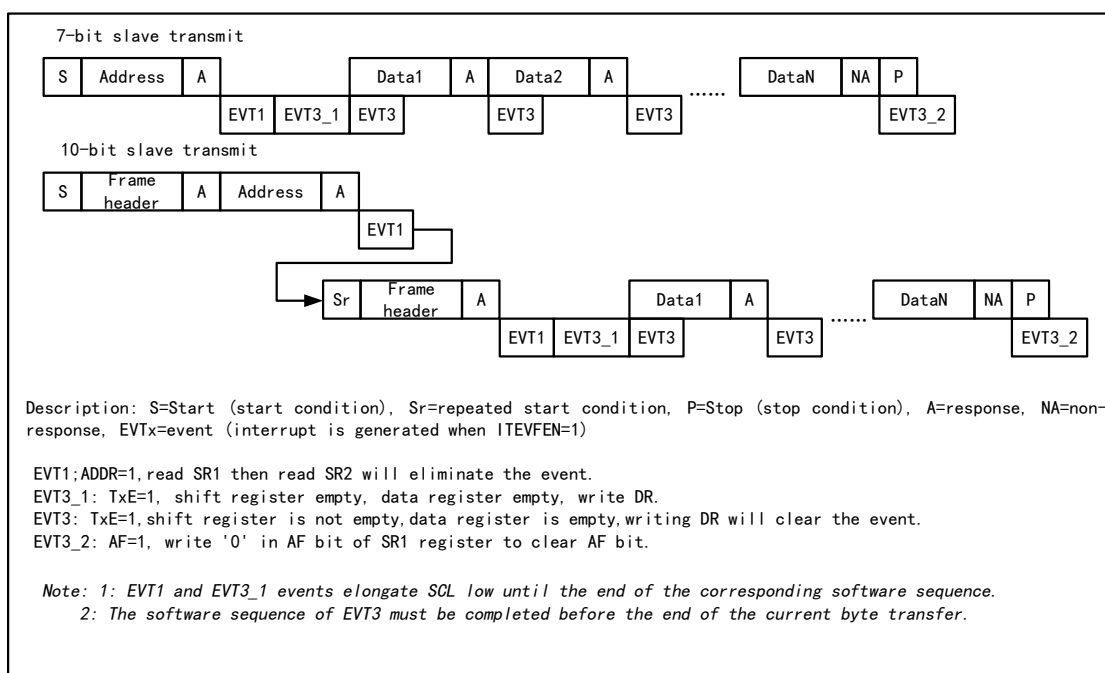 7-bit slave transmit
S Address A Data1 A Data2 A ...... DataN NA P
EVT1 EVT3_1 EVT3 EVT3 EVT3 EVT3_2
10-bit slave transmit
S Frame header A Address A
EVT1
Sr Frame header A Data1 A ...... DataN NA P
EVT1 EVT3_1 EVT3 EVT3 EVT3_2
Description: S=Start (start condition), Sr=repeated start condition, P=Stop (stop condition), A=response, NA=non-
response, EVTx=event (interrupt is generated when ITEVFEN=1)
EVT1;ADDR=1,read SR1 then read SR2 will eliminate the event.
EVT3_1: TxE=1, shift register empty, data register empty, write DR.
EVT3: TxE=1,shift register is not empty,data register is empty,writing DR will clear the event.
EVT3_2: AF=1, write '0' in AF bit of SR1 register to clear AF bit.
Note: 1: EVT1 and EVT3_1 events elongate SCL low until the end of the corresponding software sequence.
2: The software sequence of EVT3 must be completed before the end of the current byte transfer.